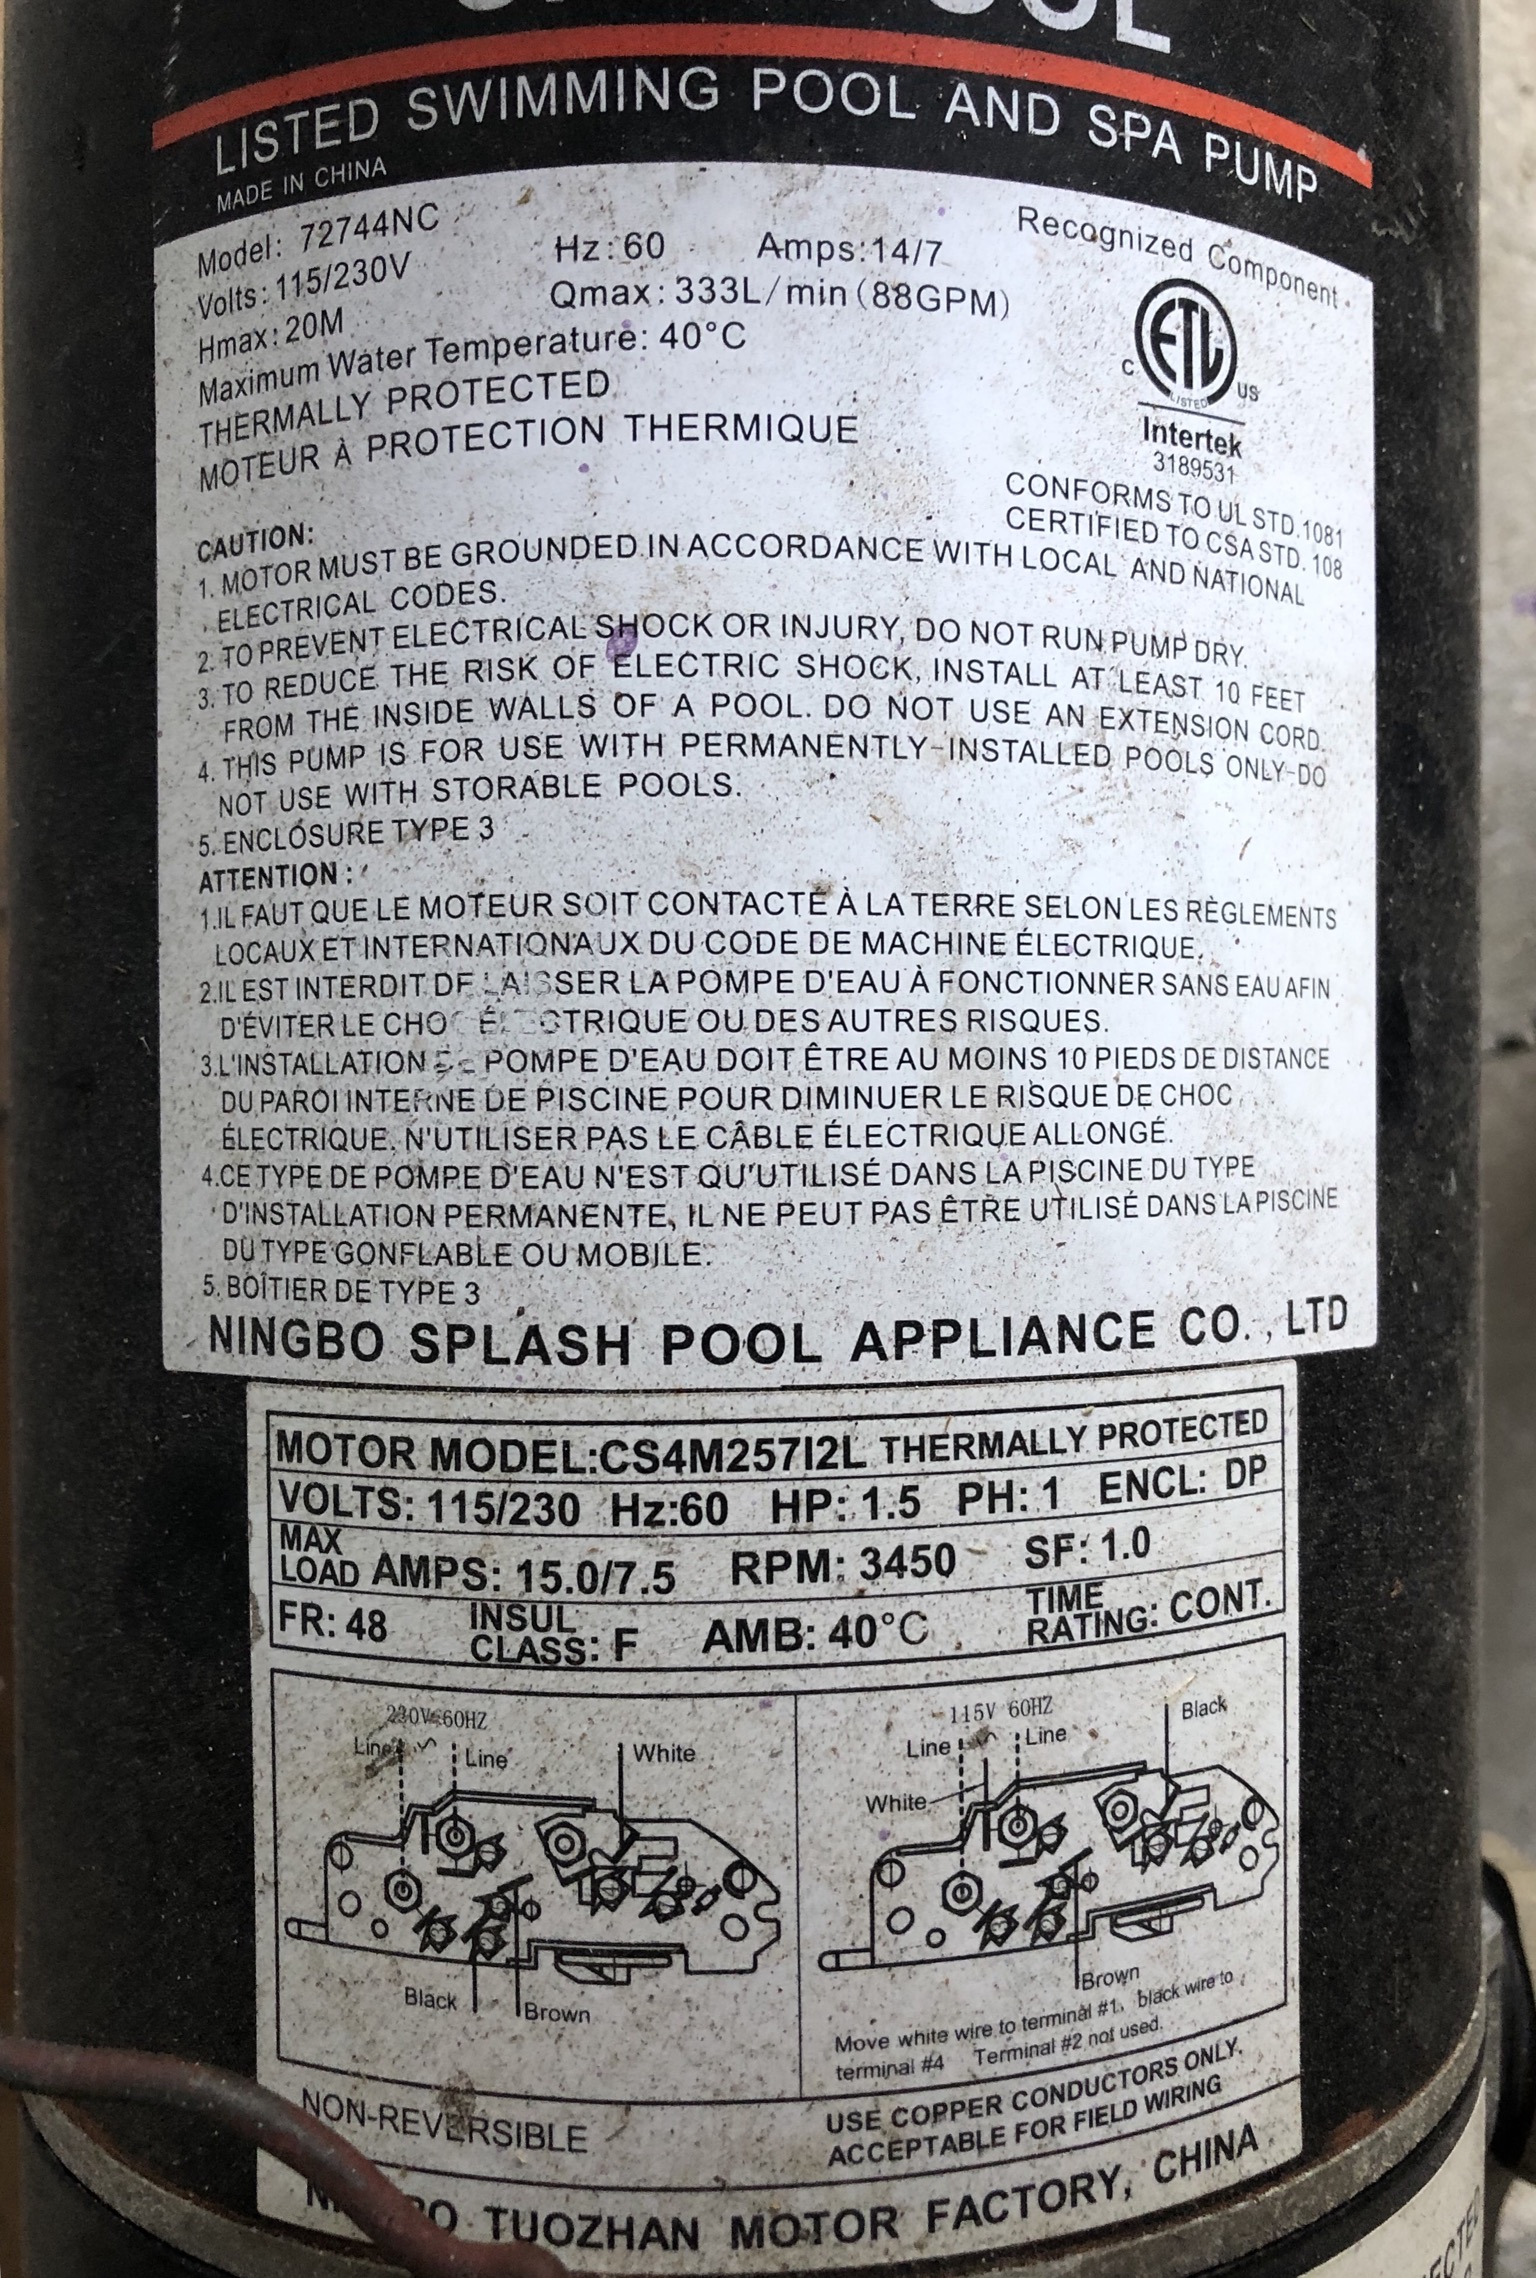 LISTED SWIMMING POOL AND SPA PUMP
MADE IN CHINA
Model: 72744NC
Volts: 115/230V Hz:60 Amps:14/7
Hmax: 20M Qmax: 333L/min(88GPM)
Maximum Water Temperature: 40°C
THERMALLY PROTECTED
MOTEUR À PROTECTION THERMIQUE
Recognized Component
ETL
LISTED
C US
Intertek
3189531
CONFORMS TO UL STD.1081
CERTIFIED TO CSA STD. 108
CAUTION:
1. MOTOR MUST BE GROUNDED IN ACCORDANCE WITH LOCAL AND NATIONAL
ELECTRICAL CODES.
2. TO PREVENT ELECTRICAL SHOCK OR INJURY, DO NOT RUN PUMP DRY.
3. TO REDUCE THE RISK OF ELECTRIC SHOCK, INSTALL AT LEAST 10 FEET
FROM THE INSIDE WALLS OF A POOL. DO NOT USE AN EXTENSION CORD.
4. THIS PUMP IS FOR USE WITH PERMANENTLY-INSTALLED POOLS ONLY-DO
NOT USE WITH STORABLE POOLS.
5. ENCLOSURE TYPE 3
ATTENTION:
1.IL FAUT QUE LE MOTEUR SOIT CONTACTÉ À LA TERRE SELON LES RÈGLEMENTS
LOCAUX ET INTERNATIONAUX DU CODE DE MACHINE ÉLECTRIQUE.
2.IL EST INTERDIT DE LAISSER LA POMPE D'EAU À FONCTIONNER SANS EAU AFIN
D'ÉVITER LE CHOC ÉLECTRIQUE OU DES AUTRES RISQUES.
3.L'INSTALLATION DE POMPE D'EAU DOIT ÊTRE AU MOINS 10 PIEDS DE DISTANCE
DU PAROI INTERNE DE PISCINE POUR DIMINUER LE RISQUE DE CHOC
ÉLECTRIQUE. N'UTILISER PAS LE CÂBLE ÉLECTRIQUE ALLONGÉ.
4.CE TYPE DE POMPE D'EAU N'EST QU'UTILISÉ DANS LA PISCINE DU TYPE
D'INSTALLATION PERMANENTE, IL NE PEUT PAS ÊTRE UTILISÉ DANS LA PISCINE
DU TYPE GONFLABLE OU MOBILE.
5. BOÎTIER DE TYPE 3
NINGBO SPLASH POOL APPLIANCE CO., LTD
MOTOR MODEL:CS4M257I2L THERMALLY PROTECTED
VOLTS: 115/230 Hz:60 HP: 1.5 PH: 1 ENCL: DP
MAX
LOAD AMPS: 15.0/7.5 RPM: 3450 SF: 1.0
FR: 48 INSUL
CLASS: F AMB: 40°C TIME
RATING: CONT.
230V 60HZ
Line Line White
Black Brown
115V 60HZ
Line Line Black
White
Brown
Move white wire to terminal #1, black wire to
terminal #4 Terminal #2 not used.
NON-REVERSIBLE
USE COPPER CONDUCTORS ONLY.
ACCEPTABLE FOR FIELD WIRING
TUOZHAN MOTOR FACTORY, CHINA